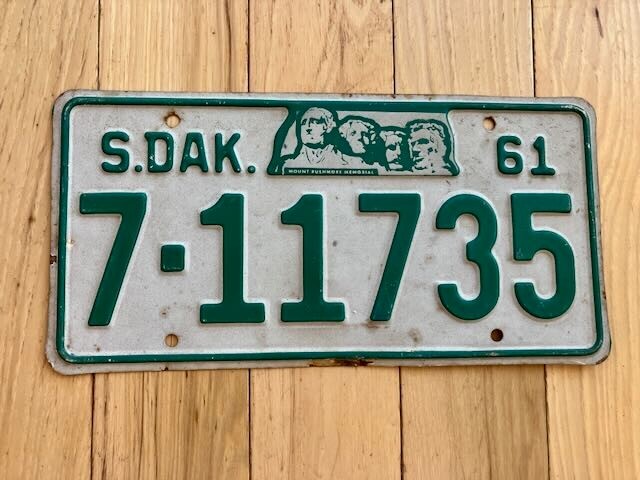 S.DAK. 61
MOUNT RUSHMORE MEMORIAL
7-11735